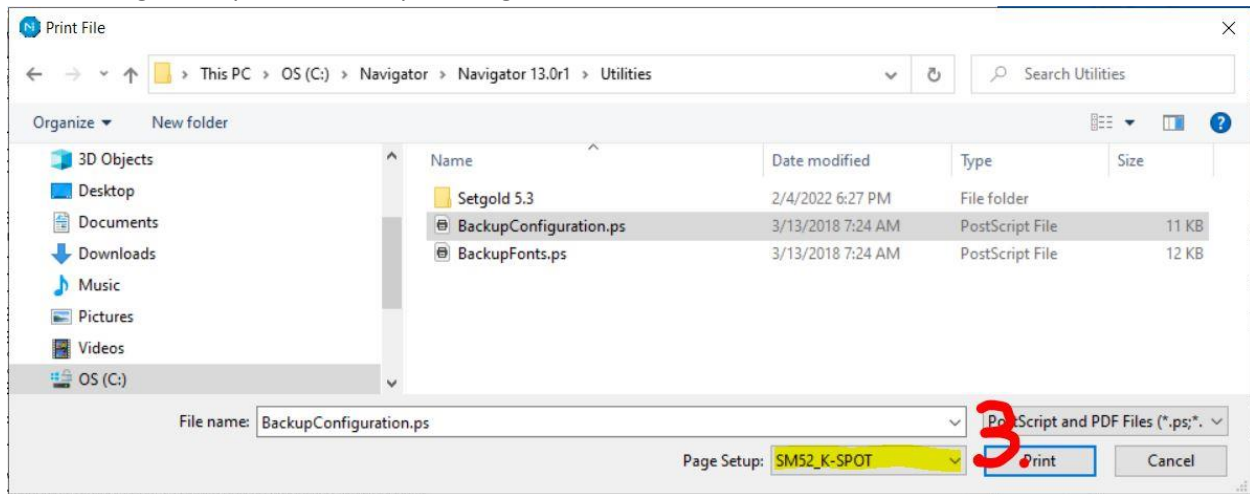 Print File
This PC > OS (C:) > Navigator > Navigator 13.0r1 > Utilities
Search Utilities
Organize
New folder
3D Objects
Desktop
Documents
Downloads
Music
Pictures
Videos
OS (C:)
Name Date modified Type Size
Setgold 5.3 2/4/2022 6:27 PM File folder
BackupConfiguration.ps 3/13/2018 7:24 AM PostScript File 11 KB
BackupFonts.ps 3/13/2018 7:24 AM PostScript File 12 KB
File name: BackupConfiguration.ps
PostScript and PDF Files (*.ps;*.
3.
Page Setup: SM52_K-SPOT
Print Cancel